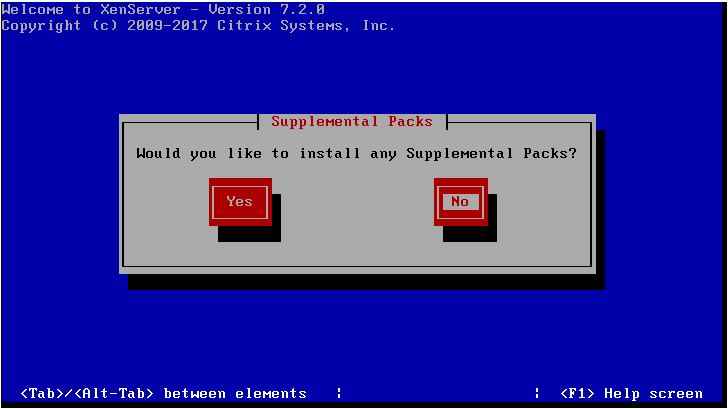 Welcome to XenServer - Version 7.2.0
Copyright (c) 2009-2017 Citrix Systems, Inc.
Supplemental Packs
Would you like to install any Supplemental Packs?
Yes No
<Tab>/<Alt-Tab> between elements | | <F1> Help screen